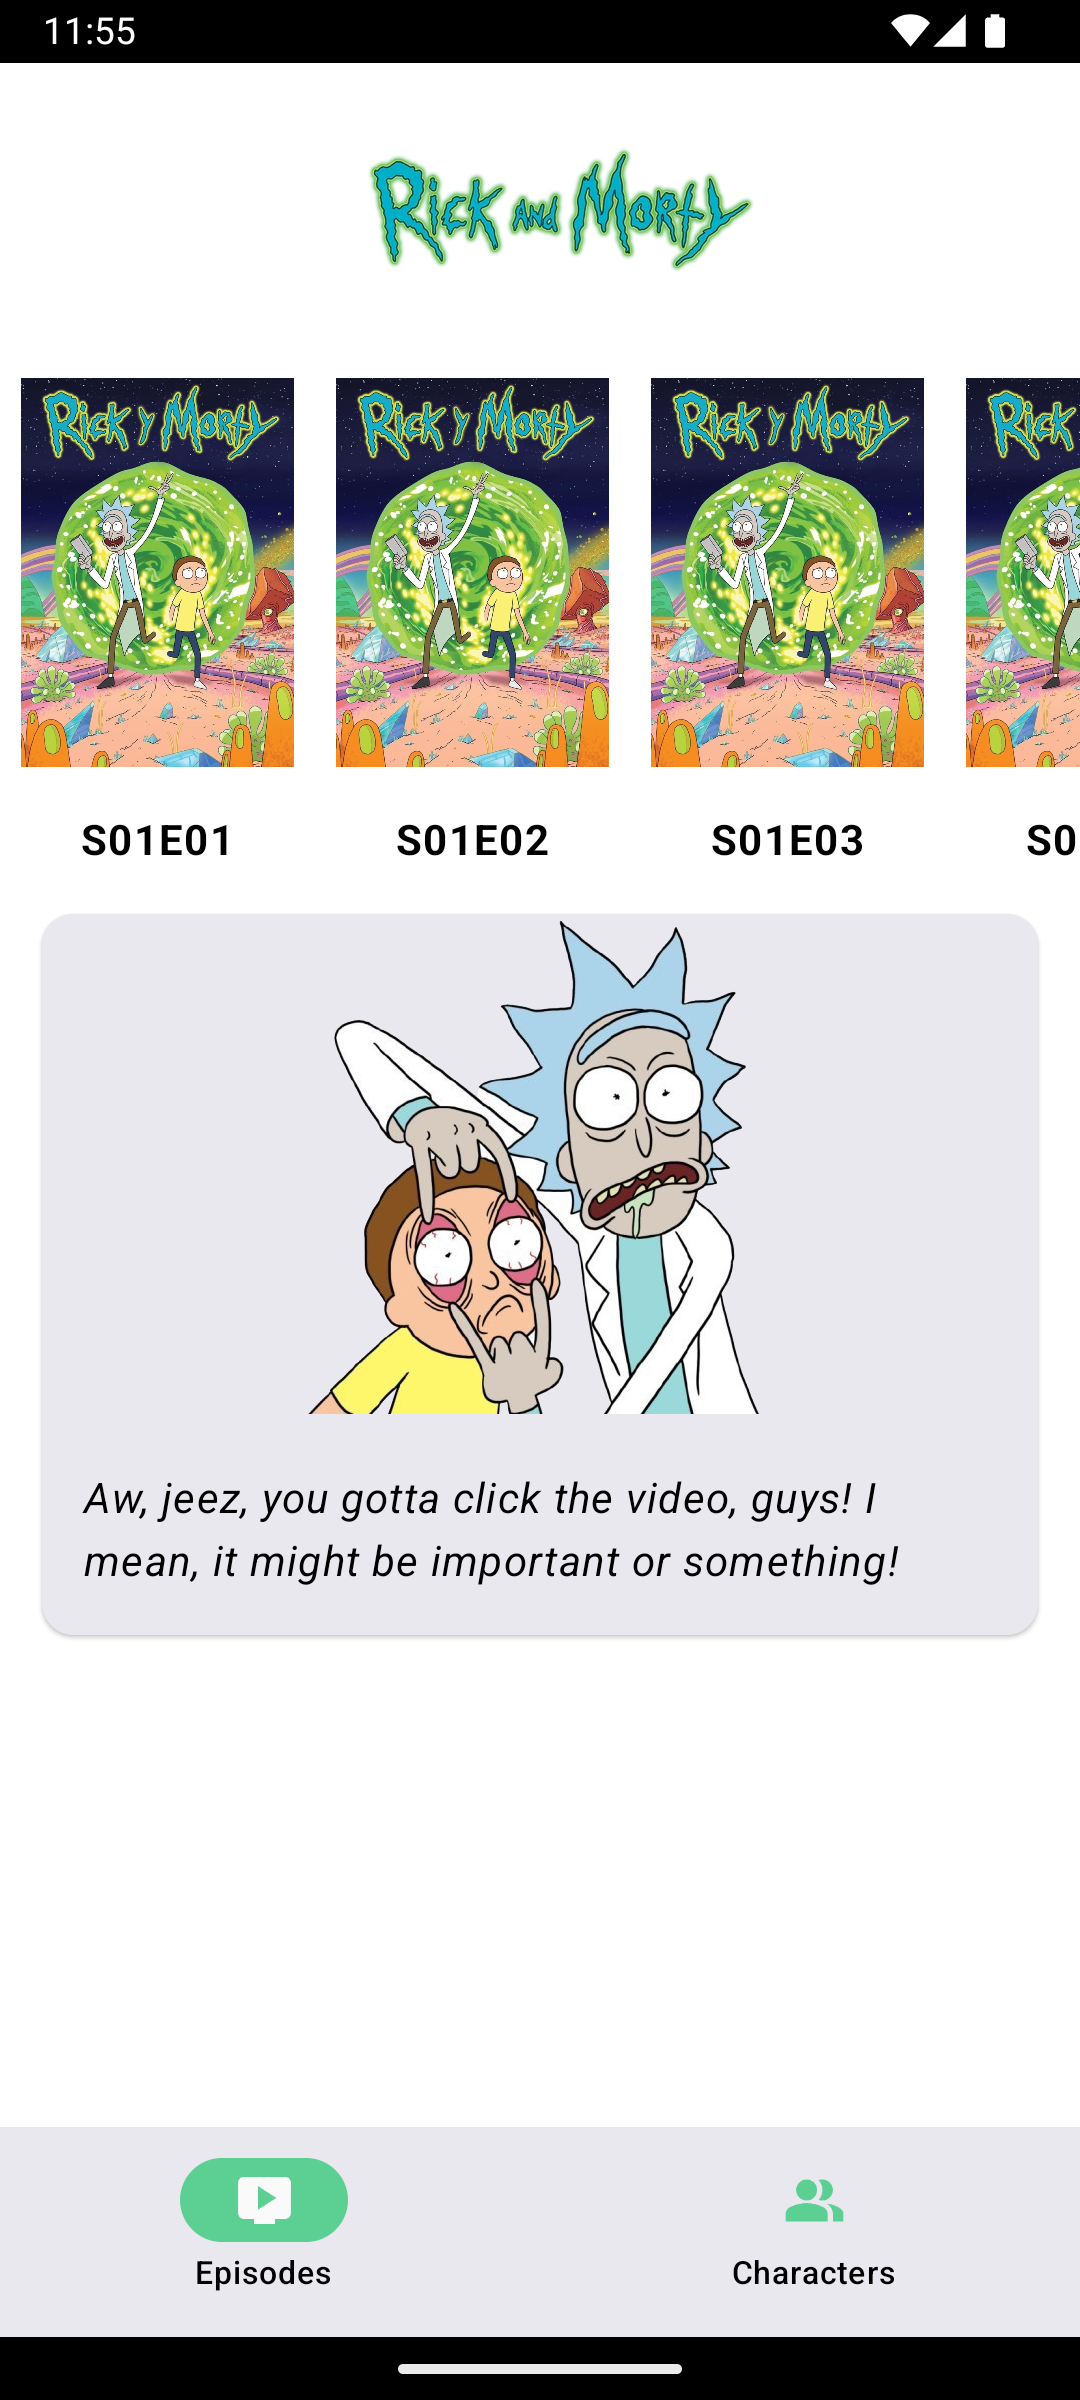 11:55
Rick and Morty
Rick y Morty
Rick y Morty
Rick y Morty
Rick
S01E01
S01E02
S01E03
S0
Aw, jeez, you gotta click the video, guys! I
mean, it might be important or something!
Episodes
Characters